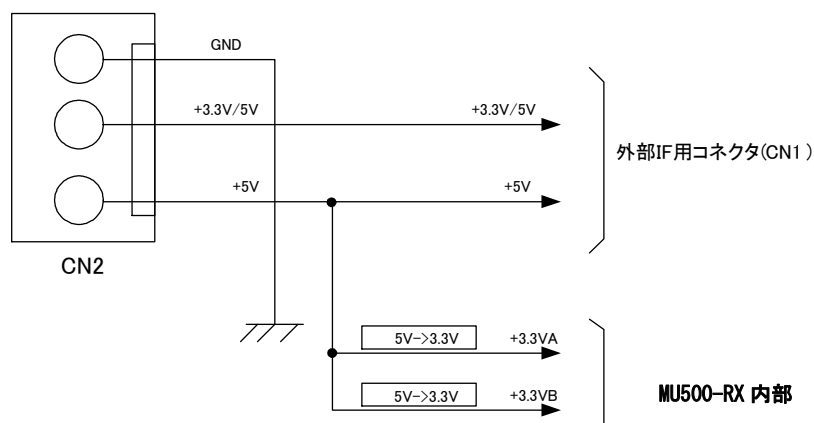 GND
+3.3V/5V
+3.3V/5V
外部IF用コネクタ(CN1)
+5V
+5V
CN2
5V->3.3V
+3.3VA
5V->3.3V
+3.3VB
MU500-RX 内部